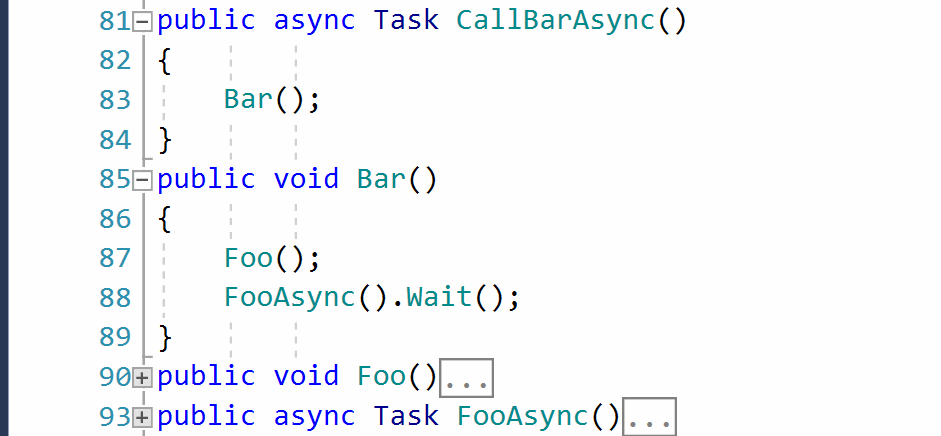 81 public async Task CallBarAsync()
82 {
83 Bar();
84 }
85 public void Bar()
86 {
87 Foo();
88 FooAsync().Wait();
89 }
90 public void Foo()...
93 public async Task FooAsync()...